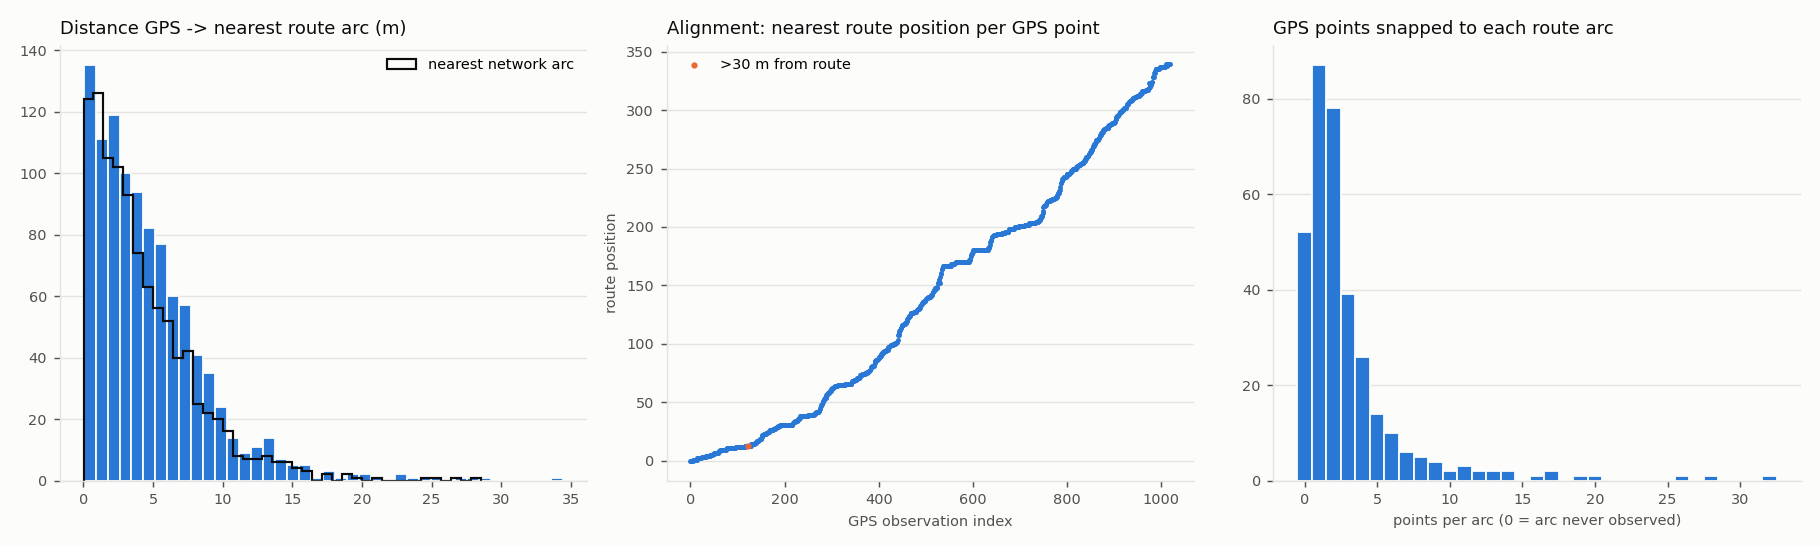 Distance GPS -> nearest route arc (m)
nearest network arc
140
120
100
80
60
40
20
0
0 5 10 15 20 25 30 35
Alignment: nearest route position per GPS point
>30 m from route
route position
350
300
250
200
150
100
50
0
0 200 400 600 800 1000
GPS observation index
GPS points snapped to each route arc
80
60
40
20
0
0 5 10 15 20 25 30
points per arc (0 = arc never observed)